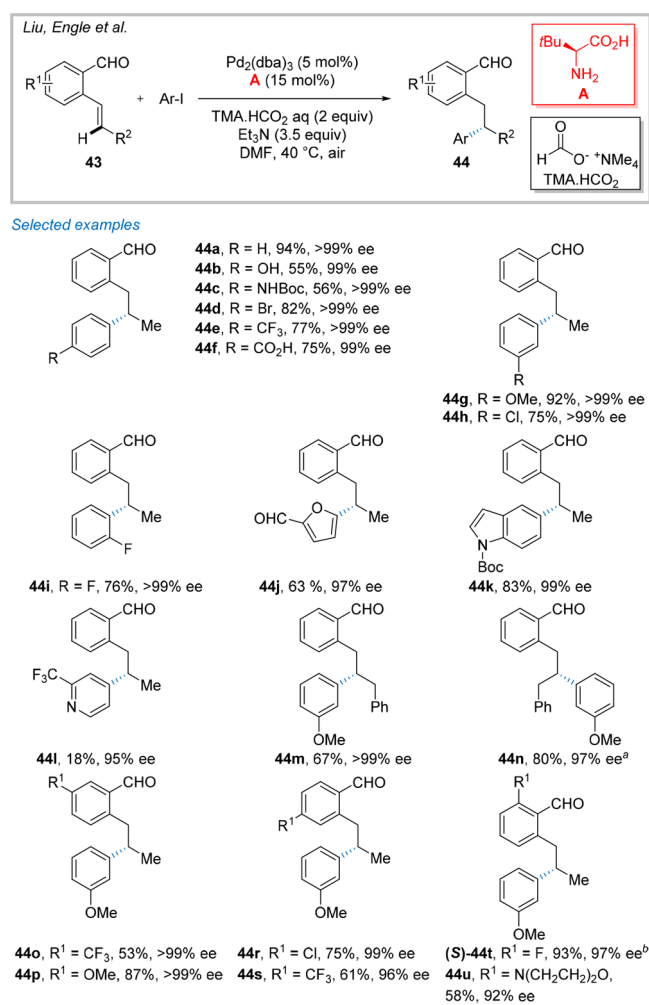 Liu, Engle et al.
R¹
CHO
H
R²
43
+
Ar-I
Pd₂(dba)₃ (5 mol%)
A (15 mol%)
TMA.HCO₂ aq (2 equiv)
Et₃N (3.5 equiv)
DMF, 40 °C, air
R¹
CHO
Ar
R²
44
tBu
CO₂H
NH₂
A
O
H
O- ⁺NMe₄
TMA.HCO₂
Selected examples
CHO
Me
R
44a, R = H, 94%, >99% ee
44b, R = OH, 55%, 99% ee
44c, R = NHBoc, 56%, >99% ee
44d, R = Br, 82%, >99% ee
44e, R = CF₃, 77%, >99% ee
44f, R = CO₂H, 75%, 99% ee
CHO
Me
R
44g, R = OMe, 92%, >99% ee
44h, R = Cl, 75%, >99% ee
CHO
Me
F
44i, R = F, 76%, >99% ee
CHO
O
CHO
Me
44j, 63 %, 97% ee
CHO
Me
N
Boc
44k, 83%, 99% ee
CHO
F₃C
N
Me
44l, 18%, 95% ee
CHO
Ph
OMe
44m, 67%, >99% ee
CHO
Ph
OMe
44n, 80%, 97% eeᵃ
R¹
CHO
Me
OMe
44o, R¹ = CF₃, 53%, >99% ee
44p, R¹ = OMe, 87%, >99% ee
CHO
R¹
Me
OMe
44r, R¹ = Cl, 75%, 99% ee
44s, R¹ = CF₃, 61%, 96% ee
R¹
CHO
Me
OMe
(S)-44t, R¹ = F, 93%, 97% eeᵇ
44u, R¹ = N(CH₂CH₂)₂O,
58%, 92% ee